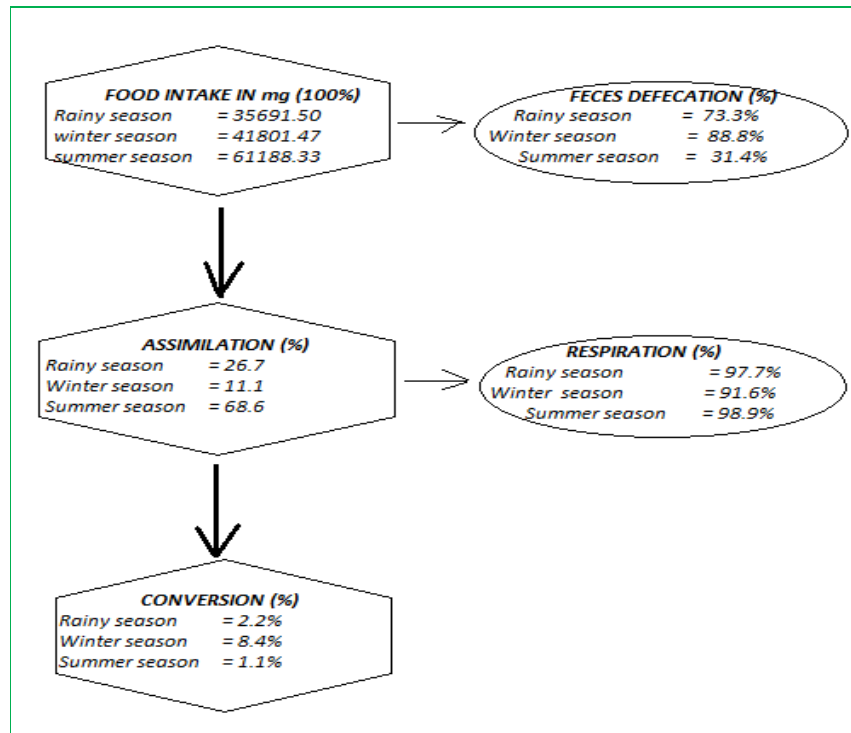 FOOD INTAKE IN mg (100%)
Rainy season = 35691.50
winter season = 41801.47
summer season = 61188.33
FECES DEFECATION (%)
Rainy season = 73.3%
Winter season = 88.8%
Summer season = 31.4%
ASSIMILATION (%)
Rainy season = 26.7
Winter season = 11.1
Summer season = 68.6
RESPIRATION (%)
Rainy season = 97.7%
Winter season = 91.6%
Summer season = 98.9%
CONVERSION (%)
Rainy season = 2.2%
Winter season = 8.4%
Summer season = 1.1%